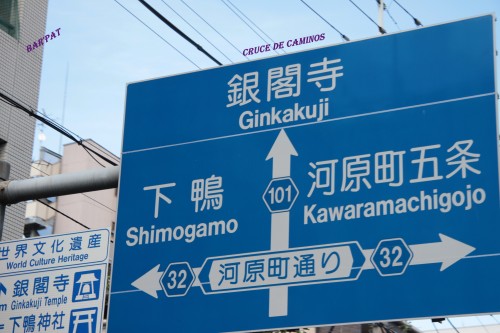 BAR'PAT
CRUCE DE CAMINOS
銀閣寺
Ginkakuji
下鴨
Shimogamo
101
河原町五条
Kawaramachigojo
32
河原町通り
32
世界文化遺産
World Culture Heritage
銀閣寺
Ginkakuji Temple
下鴨神社